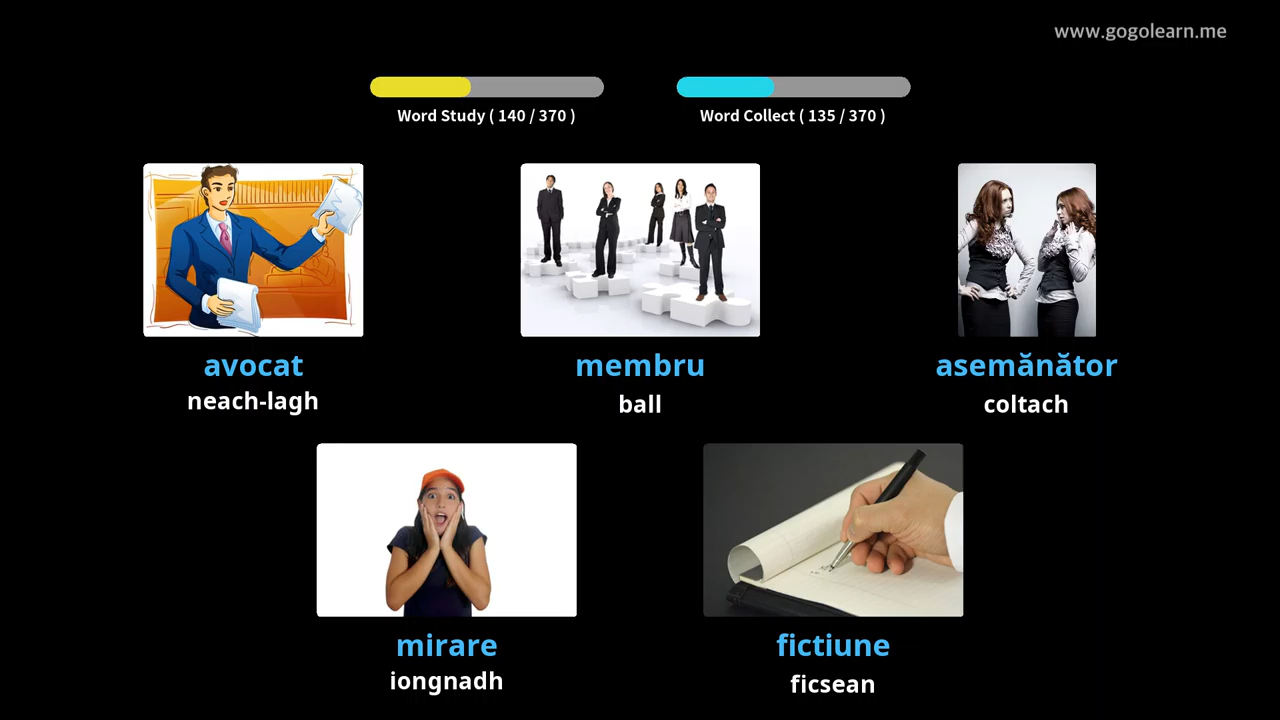 www.gogolearn.me
Word Study ( 140 / 370 )
Word Collect ( 135 / 370 )
avocat
neach-lagh
membru
ball
asemănător
coltach
mirare
iongnadh
fictiune
ficsean